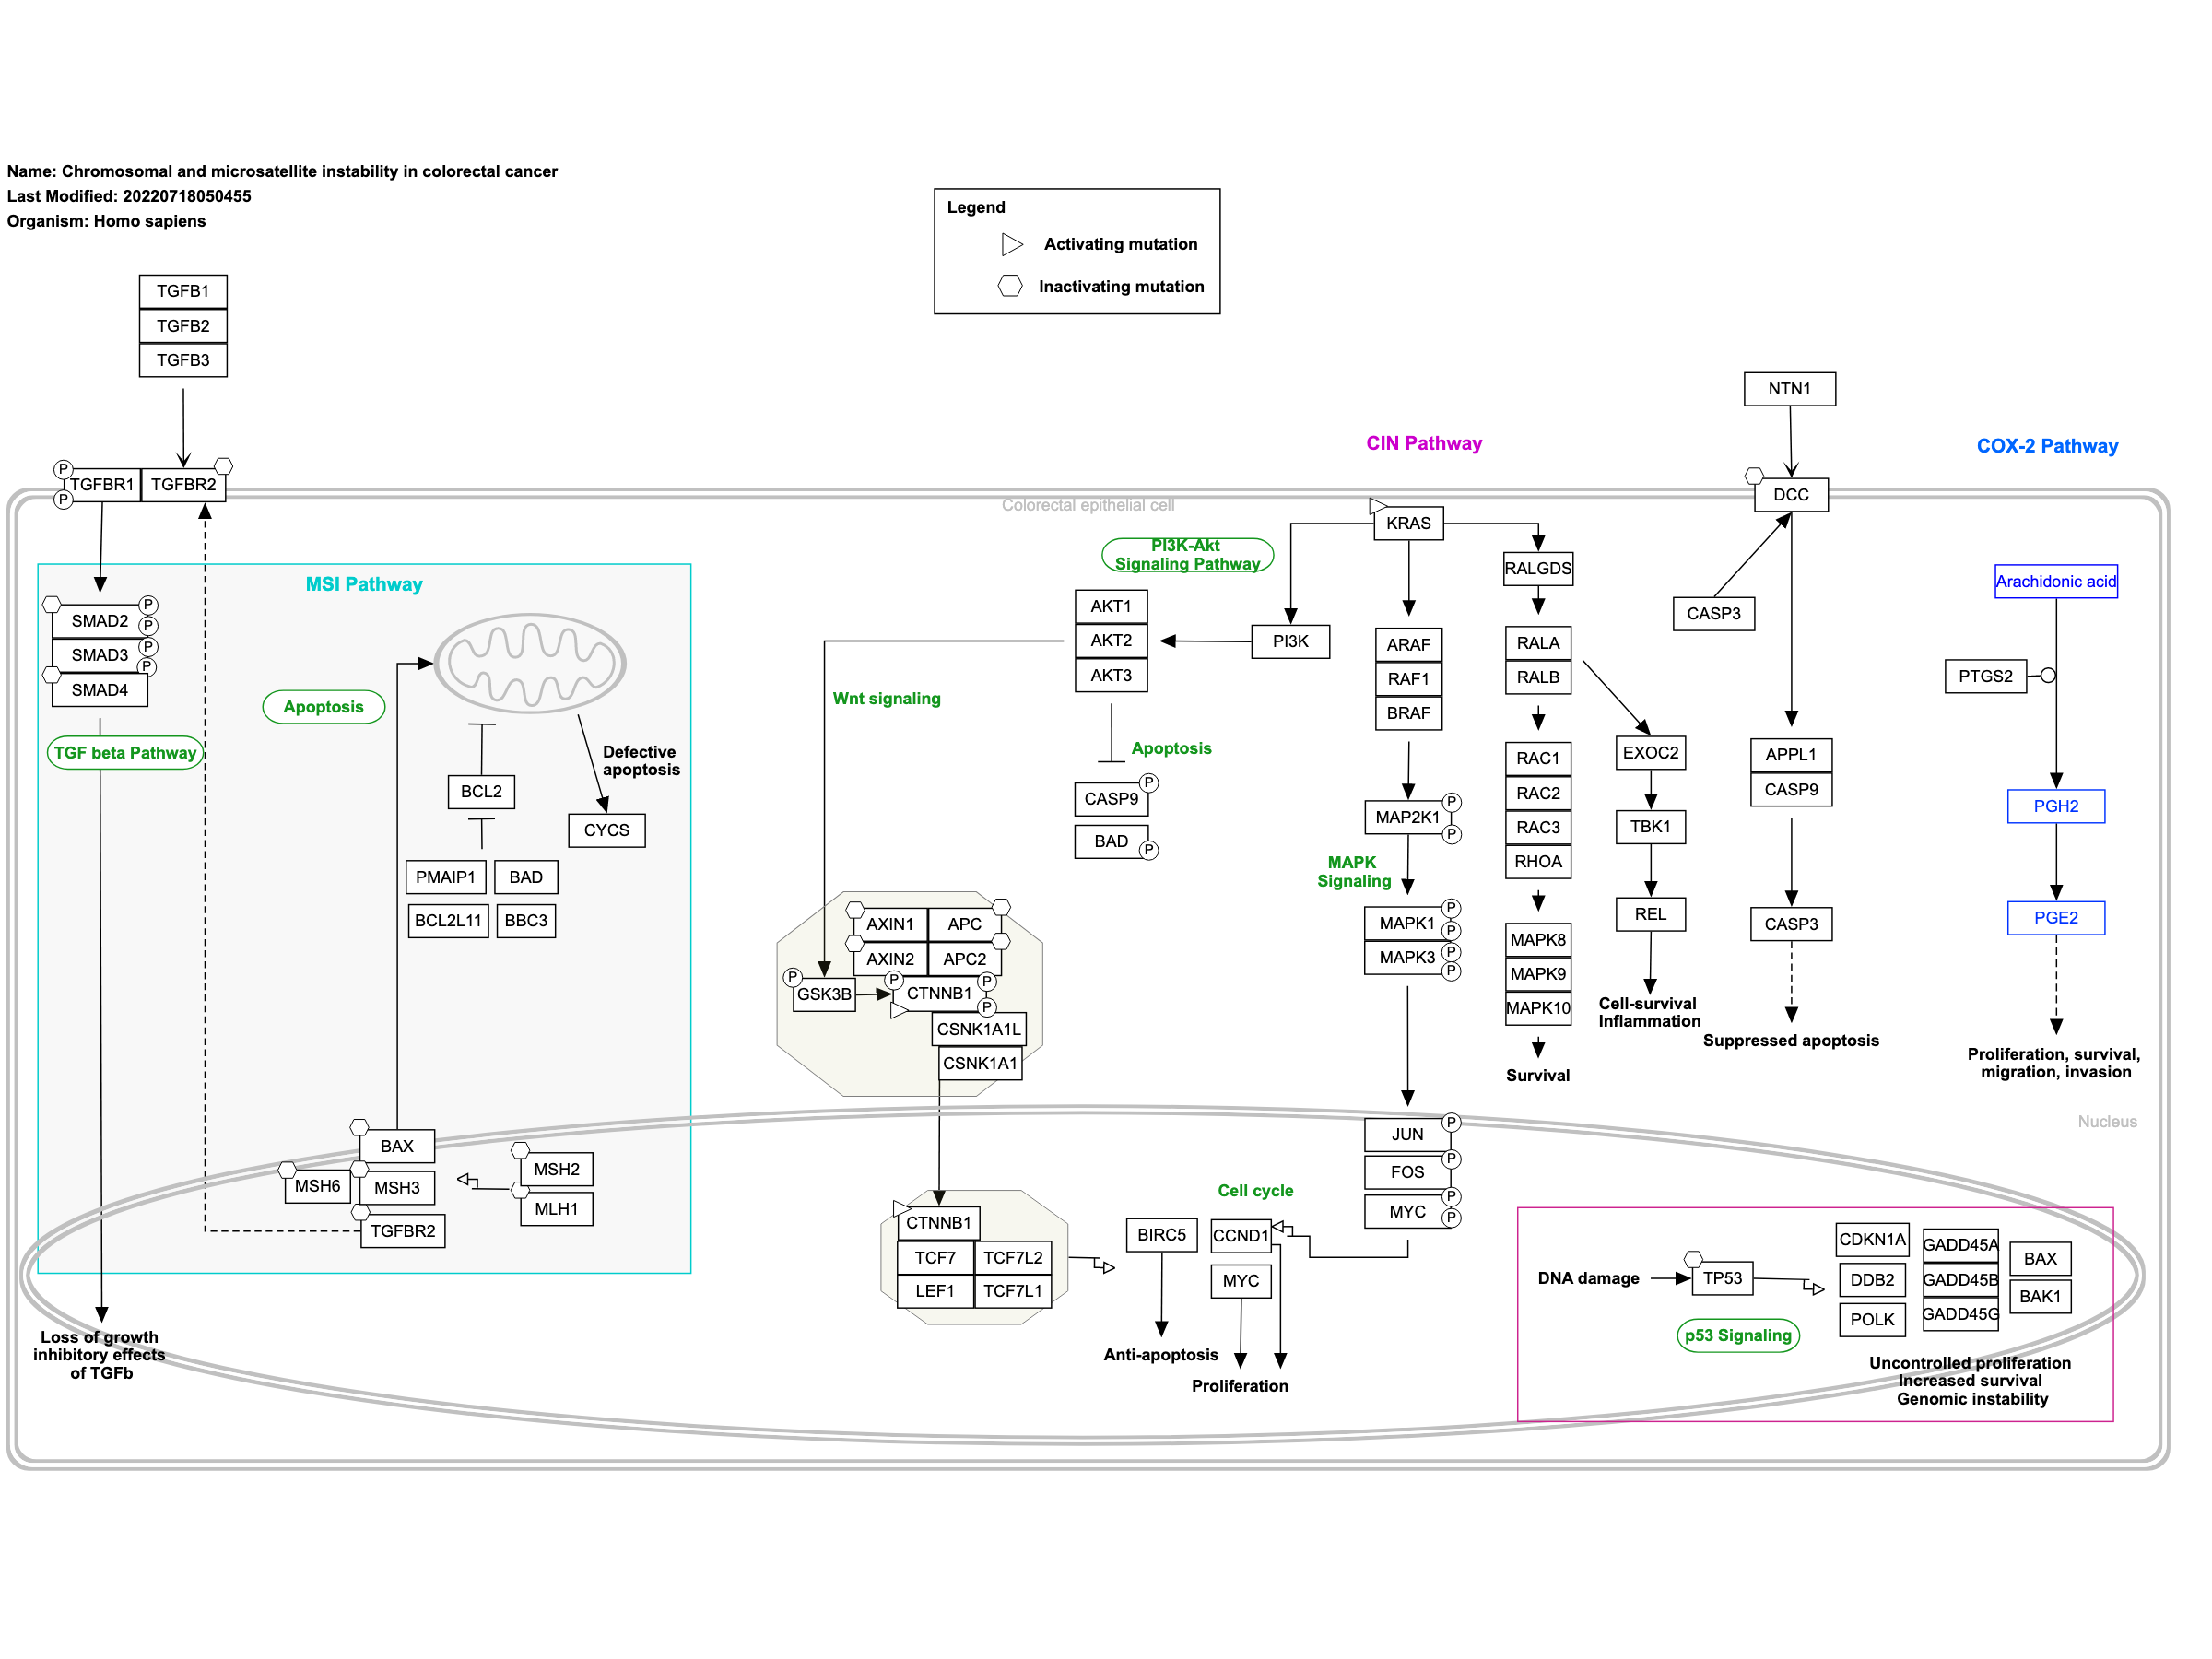 Name: Chromosomal and microsatellite instability in colorectal cancer
Last Modified: 20220718050455
Organism: Homo sapiens
Legend
Activating mutation
Inactivating mutation
TGFB1
TGFB2
TGFB3
NTN1
CIN Pathway
COX-2 Pathway
P
P
TGFBR1
TGFBR2
DCC
Colorectal epithelial cell
KRAS
PI3K-Akt
Signaling Pathway
RALGDS
MSI Pathway
Arachidonic acid
CASP3
AKT1
AKT2
AKT3
PI3K
ARAF
RAF1
BRAF
RALA
RALB
SMAD2
P
P
SMAD3
P
P
SMAD4
PTGS2
Wnt signaling
Apoptosis
TGF beta Pathway
Defective
apoptosis
Apoptosis
EXOC2
APPL1
CASP9
RAC1
RAC2
RAC3
RHOA
BCL2
CYCS
CASP9
P
BAD
P
MAP2K1
P
P
TBK1
PGH2
PMAIP1
BAD
BCL2L11
BBC3
MAPK
Signaling
AXIN1
APC
AXIN2
APC2
MAPK1
P
P
MAPK3
P
P
REL
CASP3
PGE2
MAPK8
MAPK9
MAPK10
P
GSK3B
P
CTNNB1
P
P
CSNK1A1L
CSNK1A1
Cell-survival
Inflammation
Suppressed apoptosis
Proliferation, survival,
migration, invasion
Survival
Nucleus
BAX
MSH6
MSH3
TGFBR2
MSH2
MLH1
JUN
P
FOS
P
MYC
P
P
Cell cycle
CTNNB1
TCF7
TCF7L2
LEF1
TCF7L1
BIRC5
CCND1
MYC
DNA damage
TP53
CDKN1A
DDB2
POLK
GADD45A
GADD45B
GADD45G
BAX
BAK1
p53 Signaling
Loss of growth
inhibitory effects
of TGFb
Anti-apoptosis
Proliferation
Uncontrolled proliferation
Increased survival
Genomic instability